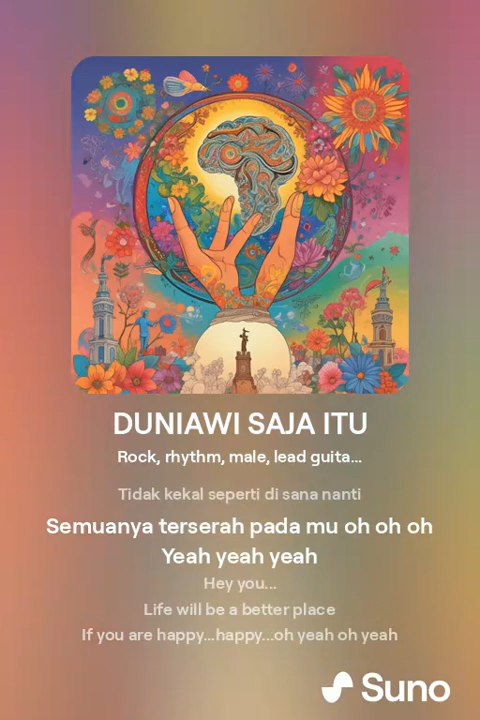 DUNIAWI SAJA ITU
Rock, rhythm, male, lead guita...
Tidak kekal seperti di sana nanti
Semuanya terserah pada mu oh oh oh
Yeah yeah yeah
Hey you...
Life will be a better place
If you are happy...happy...oh yeah oh yeah
Suno